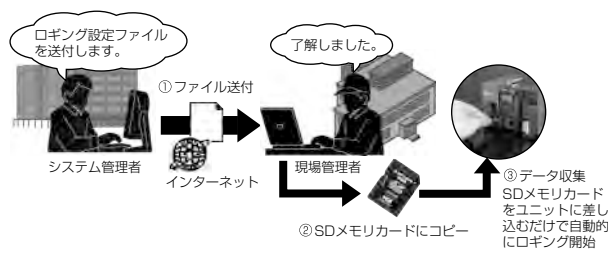 ロギング設定ファイル
を送付します。
了解しました。
①ファイル送付
システム管理者
インターネット
現場管理者
②SDメモリカードにコピー
③データ収集
SDメモリカード
をユニットに差し
込むだけで自動的
にロギング開始